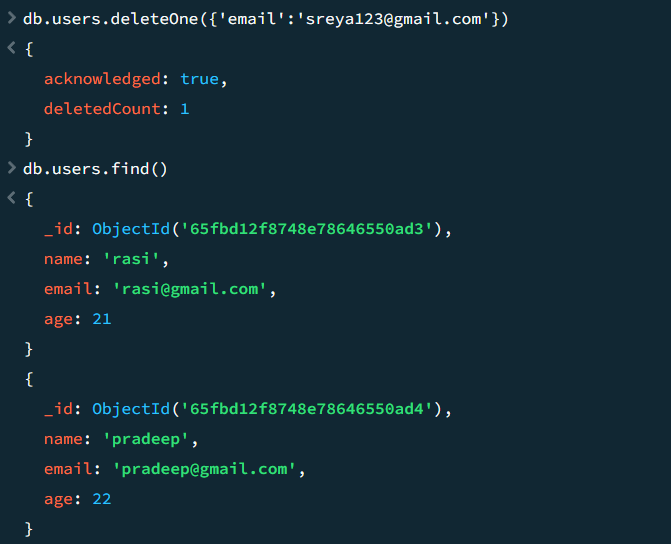 > db.users.deleteOne({'email':'sreya123@gmail.com'})
< {
acknowledged: true,
deletedCount: 1
}
> db.users.find()
< {
_id: ObjectId('65fbd12f8748e78646550ad3'),
name: 'rasi',
email: 'rasi@gmail.com',
age: 21
}
{
_id: ObjectId('65fbd12f8748e78646550ad4'),
name: 'pradeep',
email: 'pradeep@gmail.com',
age: 22
}